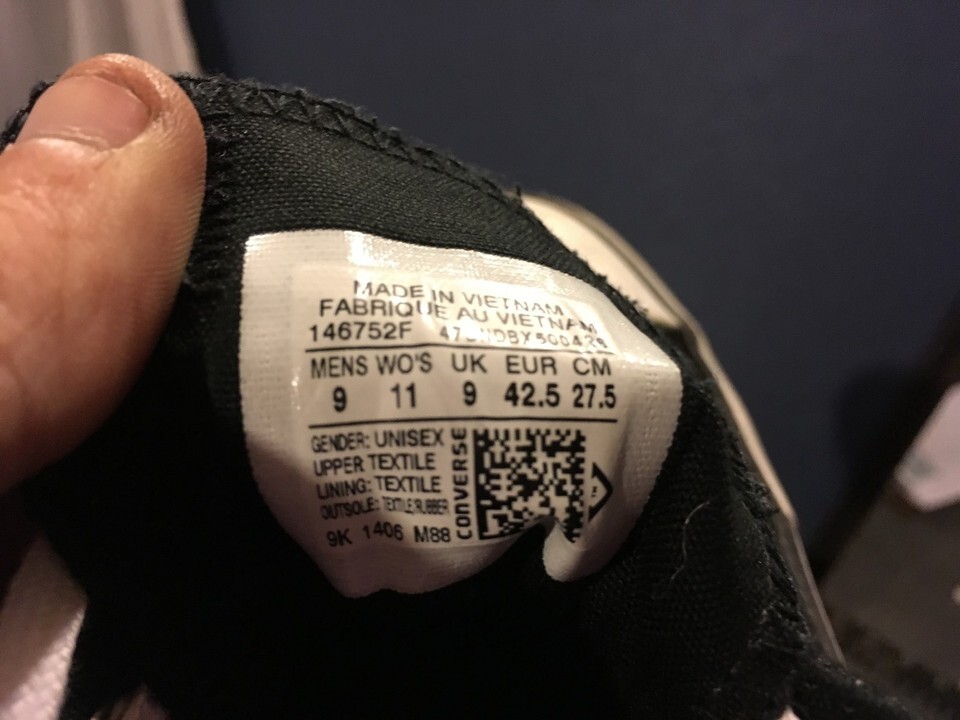 MADE IN VIETNAM
FABRIQUE AU VIETNAM
146752F
MENS WO'S UK EUR CM
9 11 9 42.5 27.5
GENDER: UNISEX
UPPER TEXTILE
LINING: TEXTILE
OUTSOLE: TEXTILE/RUBBER
9K 1406 M88
CONVERSE